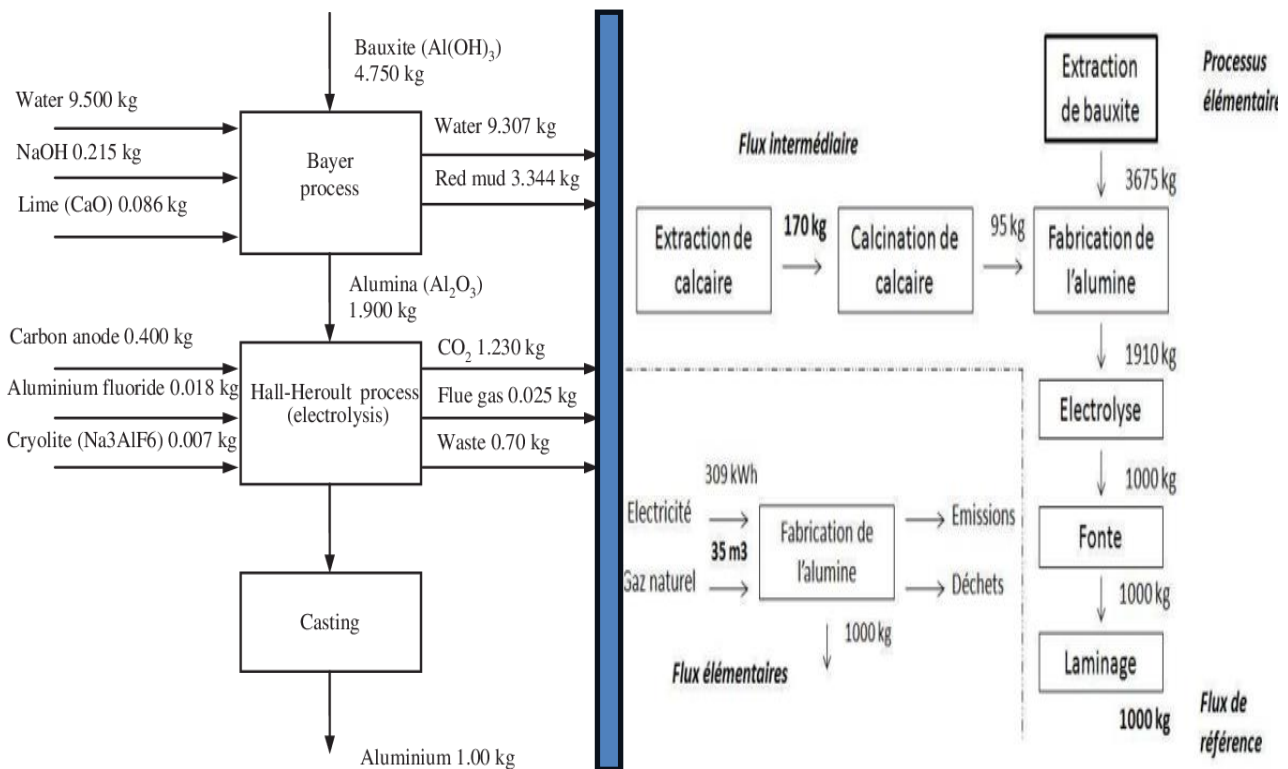 Bauxite (Al(OH)₃)
4.750 kg
Water 9.500 kg
NaOH 0.215 kg
Lime (CaO) 0.086 kg
Bayer
process
Water 9.307 kg
Red mud 3.344 kg
Alumina (Al₂O₃)
1.900 kg
Carbon anode 0.400 kg
Aluminium fluoride 0.018 kg
Cryolite (Na3AlF6) 0.007 kg
Hall-Heroult process
(electrolysis)
CO₂ 1.230 kg
Flue gas 0.025 kg
Waste 0.70 kg
Casting
Aluminium 1.00 kg
Extraction
de bauxite
Processus
élémentaire
Flux intermédiaire
3675 kg
Extraction de
calcaire
170 kg
Calcination de
calcaire
95 kg
Fabrication de
l'alumine
1910 kg
Electrolyse
1000 kg
Fonte
1000 kg
Laminage
1000 kg
Flux de
référence
309 kWh
Electricité
35 m3
Gaz naturel
Fabrication de
l'alumine
Emissions
Déchets
1000 kg
Flux élémentaires